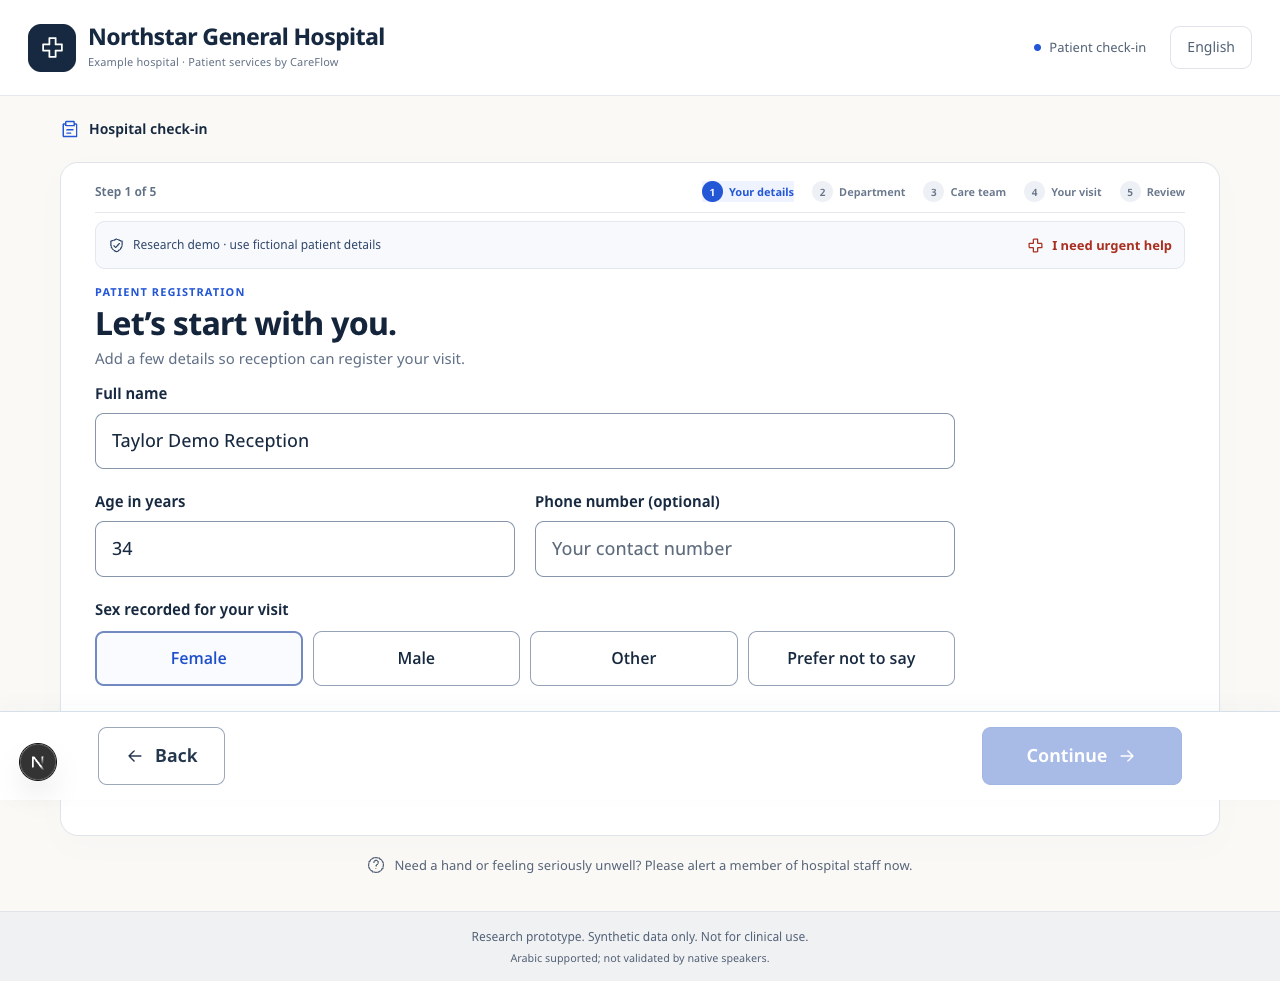 Northstar General Hospital
Example hospital · Patient services by CareFlow
Patient check-in
English
Hospital check-in
Step 1 of 5
1 Your details
2 Department
3 Care team
4 Your visit
5 Review
Research demo · use fictional patient details
I need urgent help
PATIENT REGISTRATION
Let’s start with you.
Add a few details so reception can register your visit.
Full name
Taylor Demo Reception
Age in years
Phone number (optional)
34
Your contact number
Sex recorded for your visit
Female
Male
Other
Prefer not to say
N
← Back
Continue →
Need a hand or feeling seriously unwell? Please alert a member of hospital staff now.
Research prototype. Synthetic data only. Not for clinical use.
Arabic supported; not validated by native speakers.